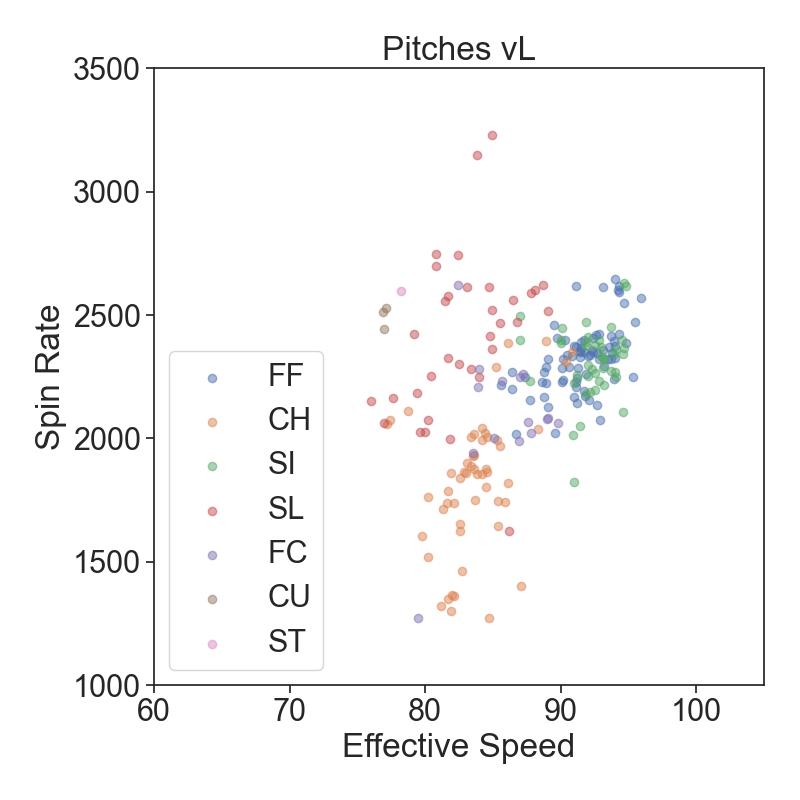 Pitches vL
3500
3000
2500
2000
1500
1000
Spin Rate
FF
CH
SI
SL
FC
CU
ST
60 70 80 90 100
Effective Speed